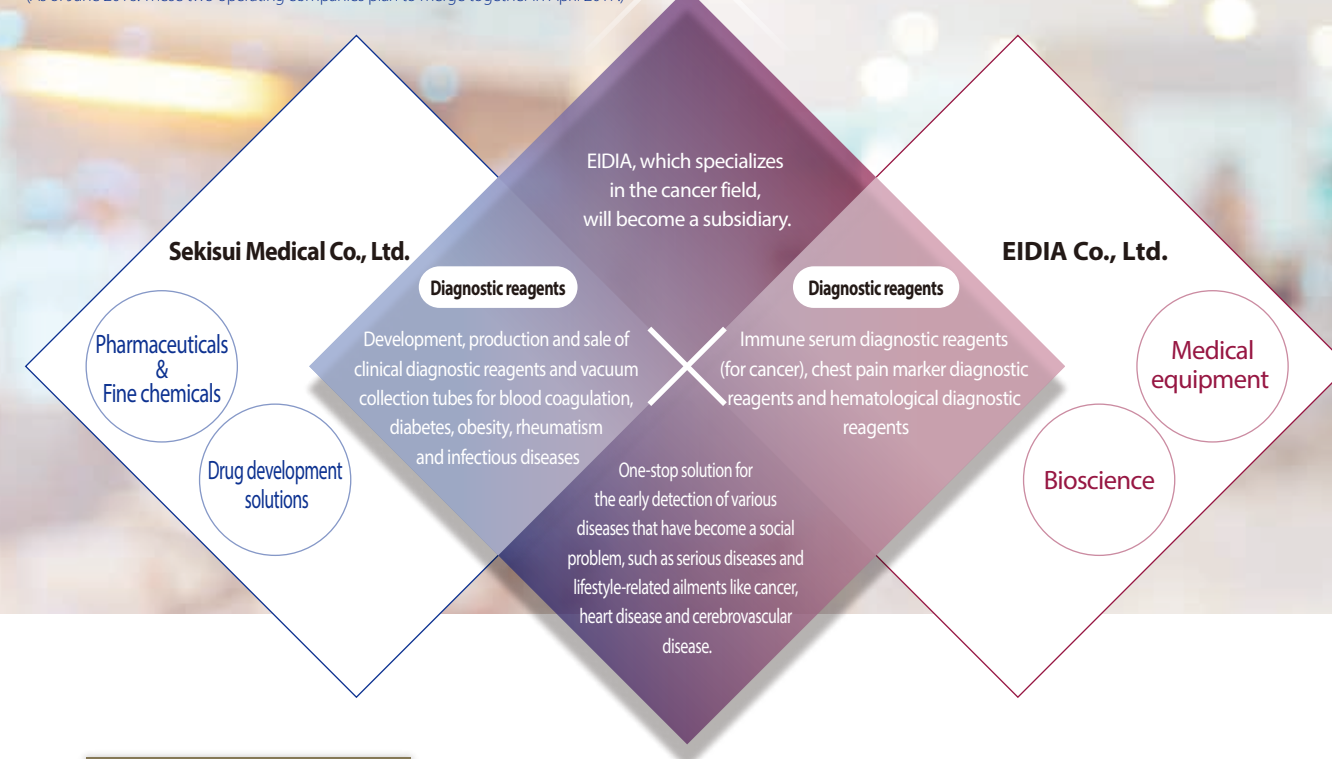 EIDIA, which specializes
in the cancer field,
will become a subsidiary.
Sekisui Medical Co., Ltd.
Pharmaceuticals
&
Fine chemicals
Drug development
solutions
Diagnostic reagents
Development, production and sale of
clinical diagnostic reagents and vacuum
collection tubes for blood coagulation,
diabetes, obesity, rheumatism
and infectious diseases
EIDIA Co., Ltd.
Diagnostic reagents
Immune serum diagnostic reagents
(for cancer), chest pain marker diagnostic
reagents and hematological diagnostic
reagents
Medical
equipment
Bioscience
One-stop solution for
the early detection of various
diseases that have become a social
problem, such as serious diseases and
lifestyle-related ailments like cancer,
heart disease and cerebrovascular
disease.